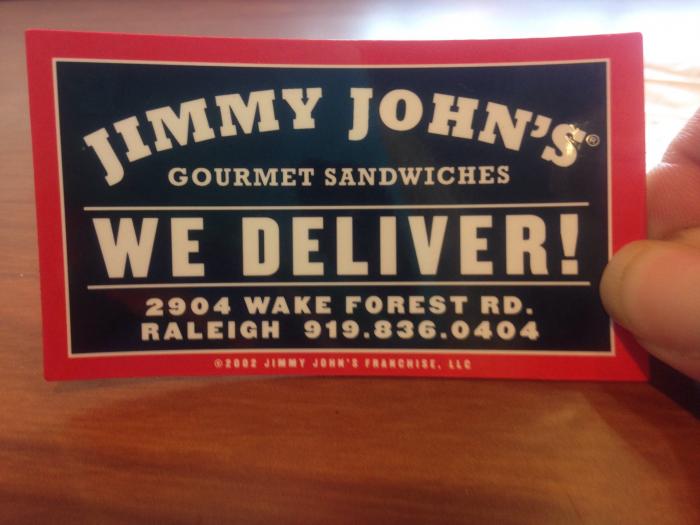 JIMMY JOHN'S®
GOURMET SANDWICHES
WE DELIVER!
2904 WAKE FOREST RD.
RALEIGH 919.836.0404
©2002 JIMMY JOHN'S FRANCHISE, LLC